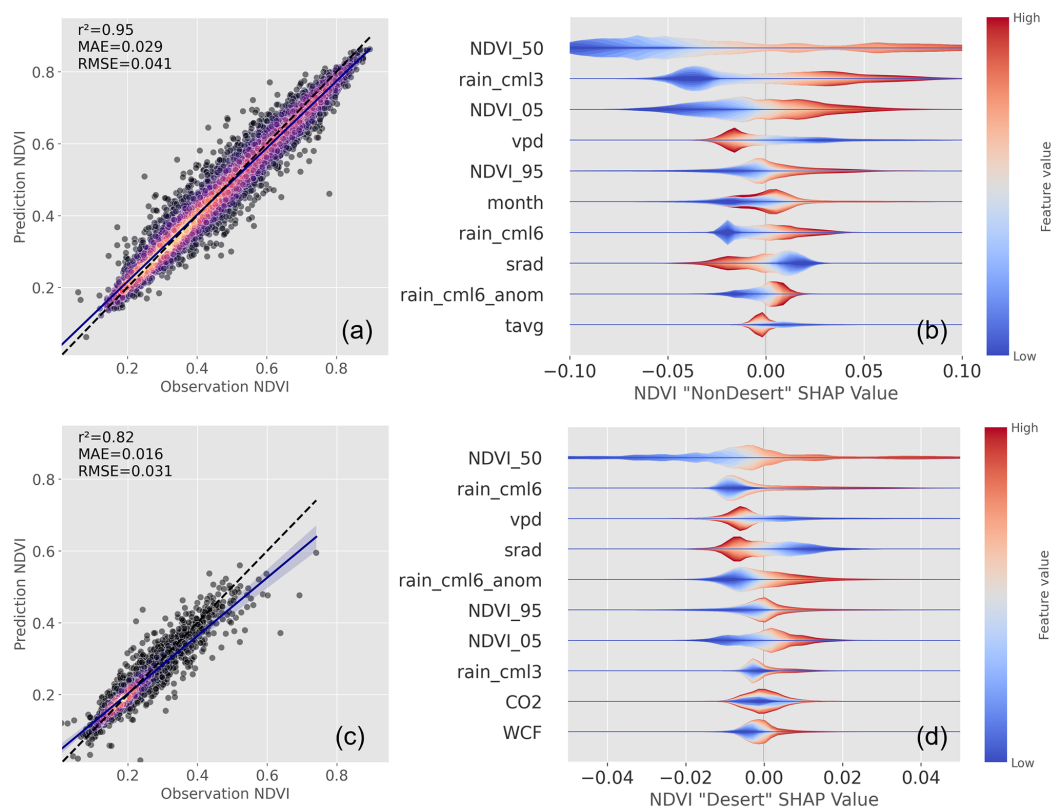 r²=0.95
MAE=0.029
RMSE=0.041
0.8
0.6
0.4
0.2
Prediction NDVI
0.2
0.4
0.6
0.8
Observation NDVI
(a)
NDVI_50
rain_cml3
NDVI_05
vpd
NDVI_95
month
rain_cml6
srad
rain_cml6_anom
tavg
(b)
−0.10
−0.05
0.00
0.05
0.10
NDVI "NonDesert" SHAP Value
High
Low
Feature value
r²=0.82
MAE=0.016
RMSE=0.031
0.8
0.6
0.4
0.2
Prediction NDVI
0.2
0.4
0.6
0.8
Observation NDVI
(c)
NDVI_50
rain_cml6
vpd
srad
rain_cml6_anom
NDVI_95
NDVI_05
rain_cml3
CO2
WCF
(d)
−0.04
−0.02
0.00
0.02
0.04
NDVI "Desert" SHAP Value
High
Low
Feature value